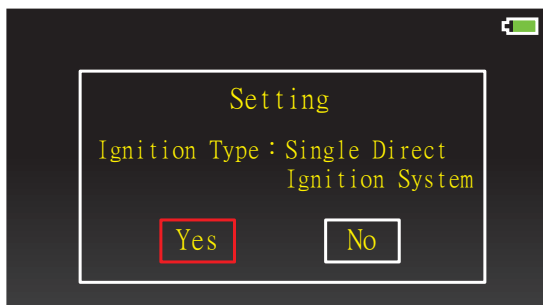 Setting
Ignition Type：Single Direct
Ignition System
Yes No